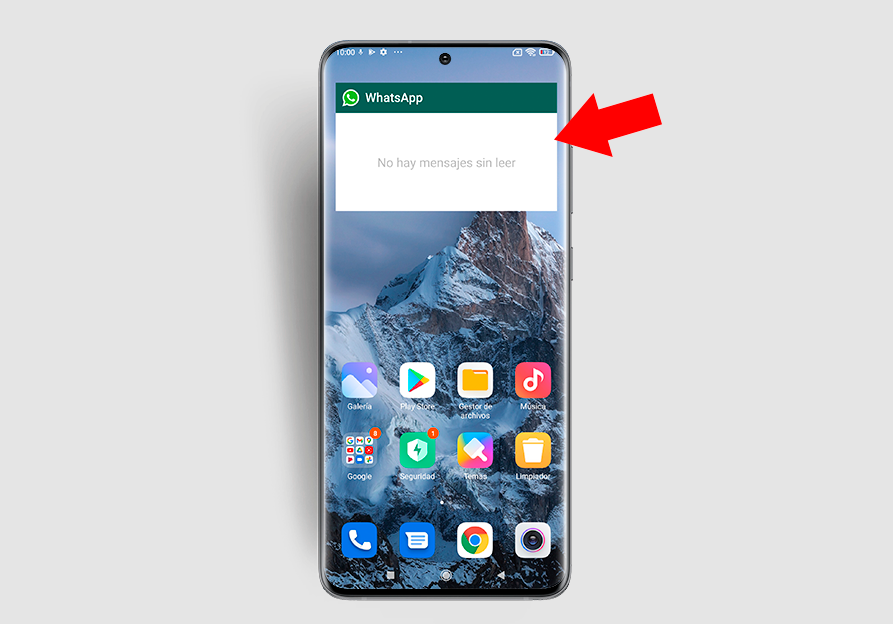 10:00
WhatsApp
No hay mensajes sin leer
Galería
Play Store
Gestor de
archivos
Música
8
1
Google
Seguridad
Temas
Limpiador